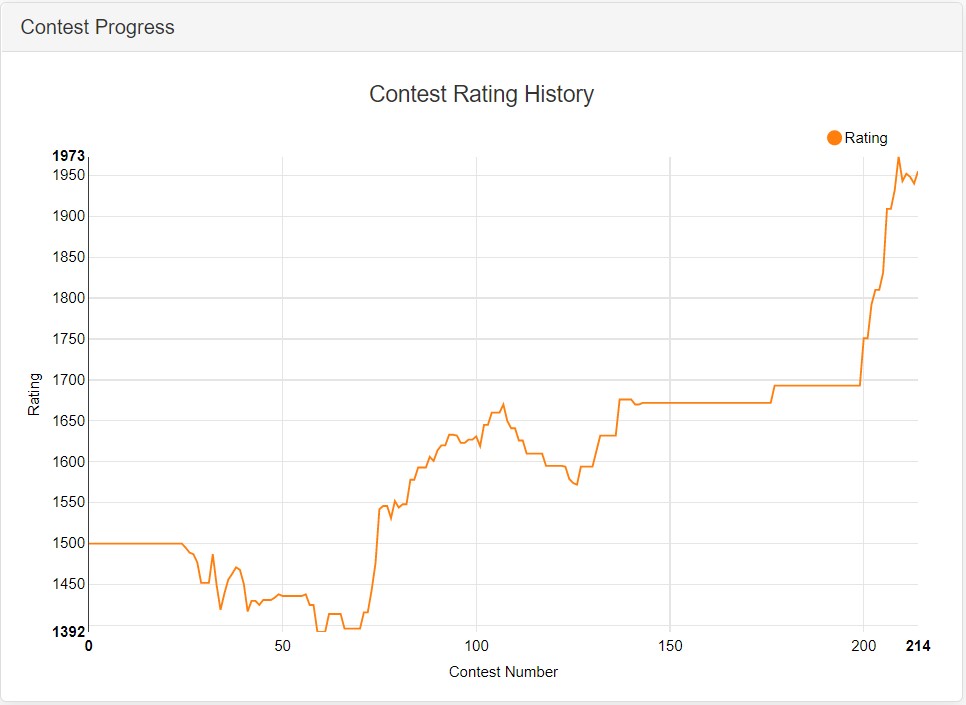 Contest Progress
Contest Rating History
Rating
1973
1950
1900
1850
1800
1750
1700
1650
1600
1550
1500
1450
1392
Rating
0 50 100 150 200 214
Contest Number